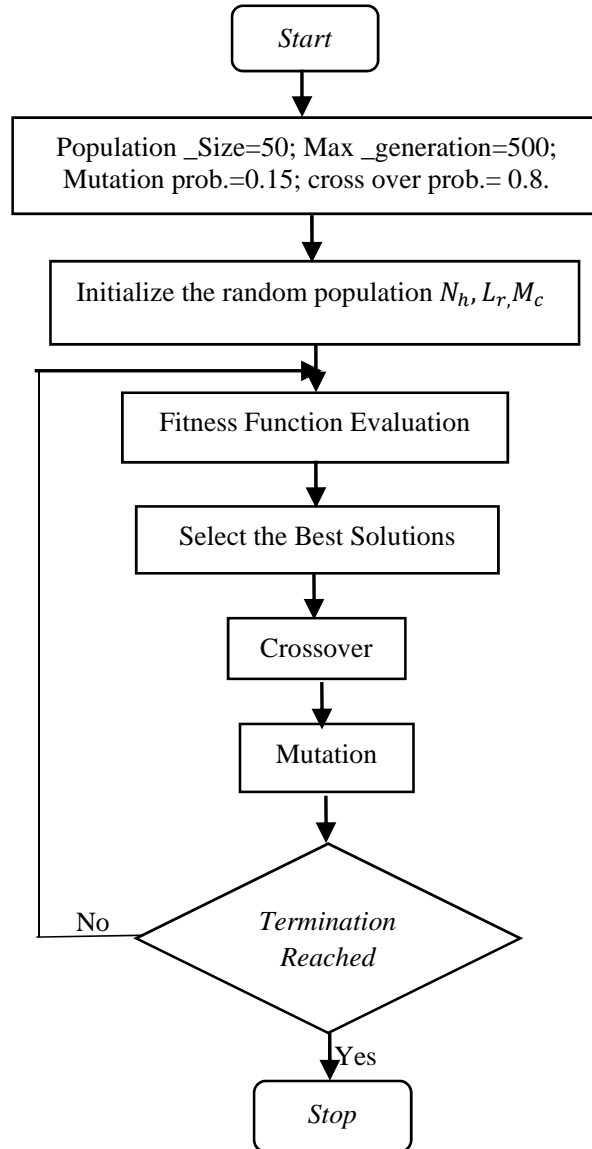 Start
Population _Size=50; Max _generation=500;
Mutation prob.=0.15; cross over prob.= 0.8.
Initialize the random population N_h, L_r, M_c
Fitness Function Evaluation
Select the Best Solutions
Crossover
Mutation
Termination
Reached
No
Yes
Stop